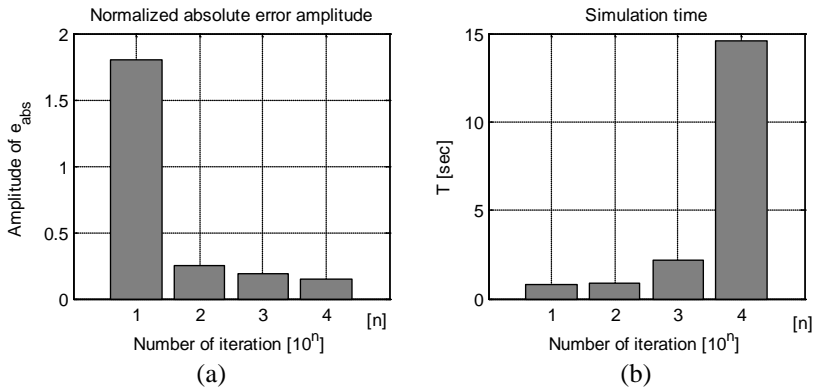 Normalized absolute error amplitude
2
1.5
1
0.5
0
Amplitude of e_abs
1 2 3 4 [n]
Number of iteration [10^n]
(a)
Simulation time
15
10
5
0
T [sec]
1 2 3 4 [n]
Number of iteration [10^n]
(b)